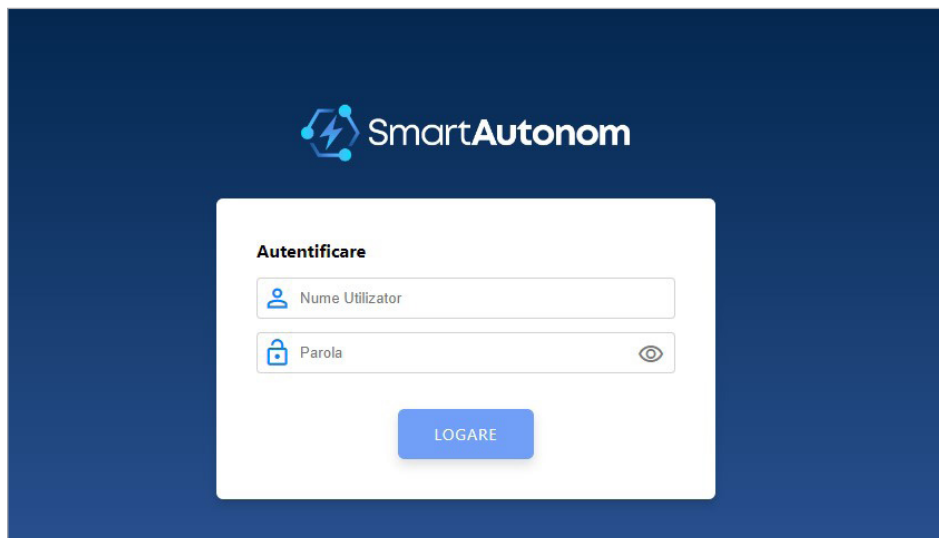 SmartAutonom
Autentificare
Nume Utilizator
Parola
LOGARE